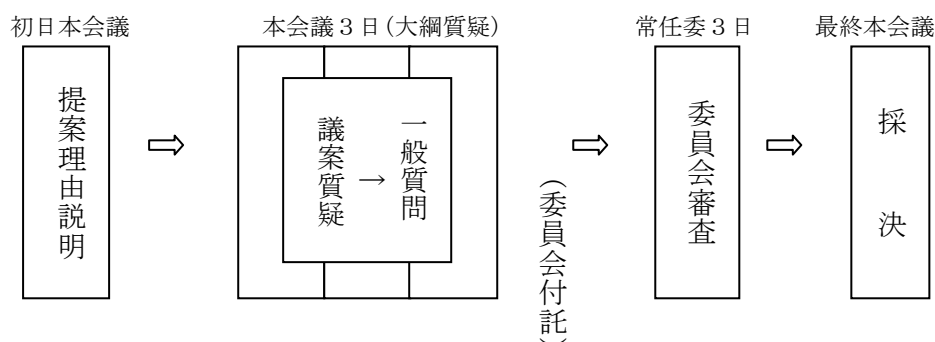 初日本会議
本会議３日(大綱質疑)
常任委３日
最終本会議
提案理由説明
⇨
議案質疑
→
一般質問
⇨
（委員会付託）
委員会審査
⇨
採決